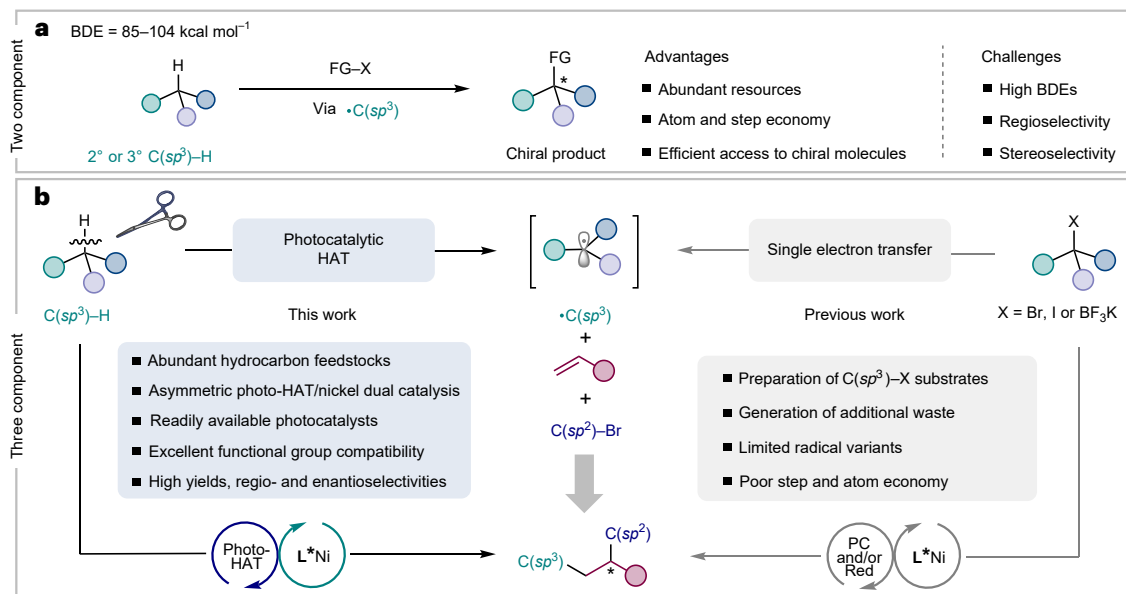 a
BDE = 85–104 kcal mol⁻¹
Two component
H
2° or 3° C(sp³)–H
FG–X
Via •C(sp³)
FG
*
Chiral product
Advantages
Abundant resources
Atom and step economy
Efficient access to chiral molecules
Challenges
High BDEs
Regioselectivity
Stereoselectivity
b
Three component
H
C(sp³)–H
Photocatalytic
HAT
This work
•C(sp³)
+
+
C(sp²)–Br
Single electron transfer
Previous work
X
X = Br, I or BF₃K
Abundant hydrocarbon feedstocks
Asymmetric photo-HAT/nickel dual catalysis
Readily available photocatalysts
Excellent functional group compatibility
High yields, regio- and enantioselectivities
Preparation of C(sp³)–X substrates
Generation of additional waste
Limited radical variants
Poor step and atom economy
Photo-
HAT
L*Ni
C(sp³)
C(sp²)
*
PC
and/or
Red
L*Ni